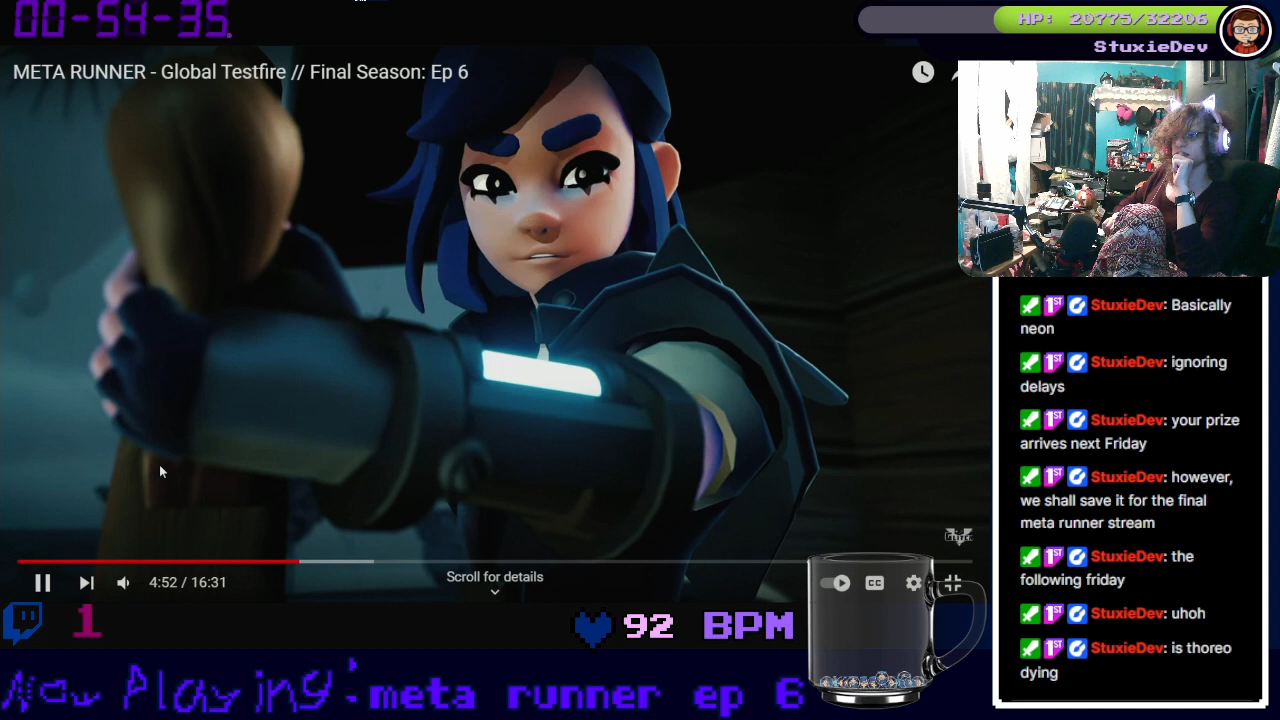 00-54-35
HP: 20775/32206
StuxieDev
META RUNNER - Global Testfire // Final Season: Ep 6
StuxieDev: Basically
neon
StuxieDev: ignoring
delays
StuxieDev: your prize
arrives next Friday
StuxieDev: however,
we shall save it for the final
meta runner stream
StuxieDev: the
following friday
StuxieDev: uhoh
StuxieDev: is thoreo
dying
GLITCH
4:52 / 16:31
Scroll for details
CC
1
92 BPM
Now Playing: meta runner ep 6
1ST